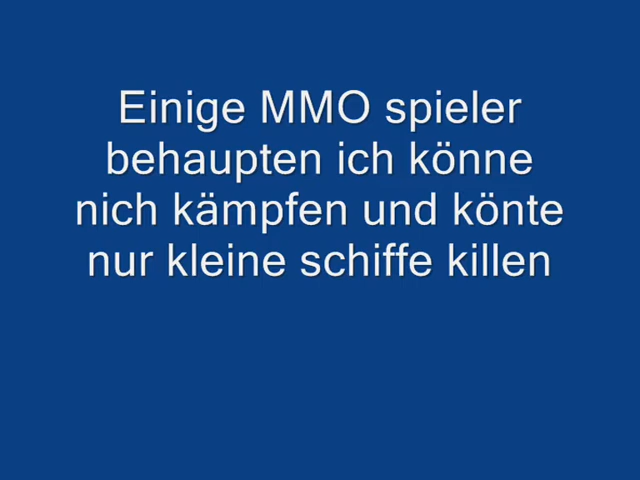 Einige MMO spieler
behaupten ich könne
nich kämpfen und könte
nur kleine schiffe killen